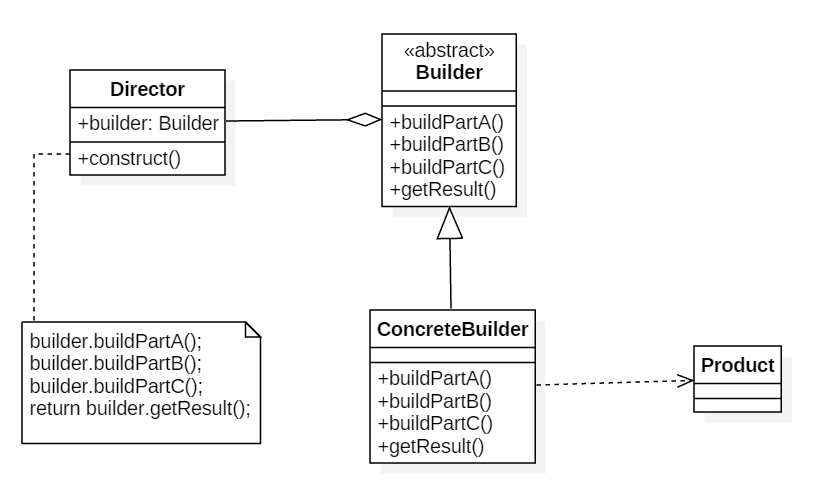 Director
+builder: Builder
+construct()
«abstract»
Builder
+buildPartA()
+buildPartB()
+buildPartC()
+getResult()
builder.buildPartA();
builder.buildPartB();
builder.buildPartC();
return builder.getResult();
ConcreteBuilder
+buildPartA()
+buildPartB()
+buildPartC()
+getResult()
Product